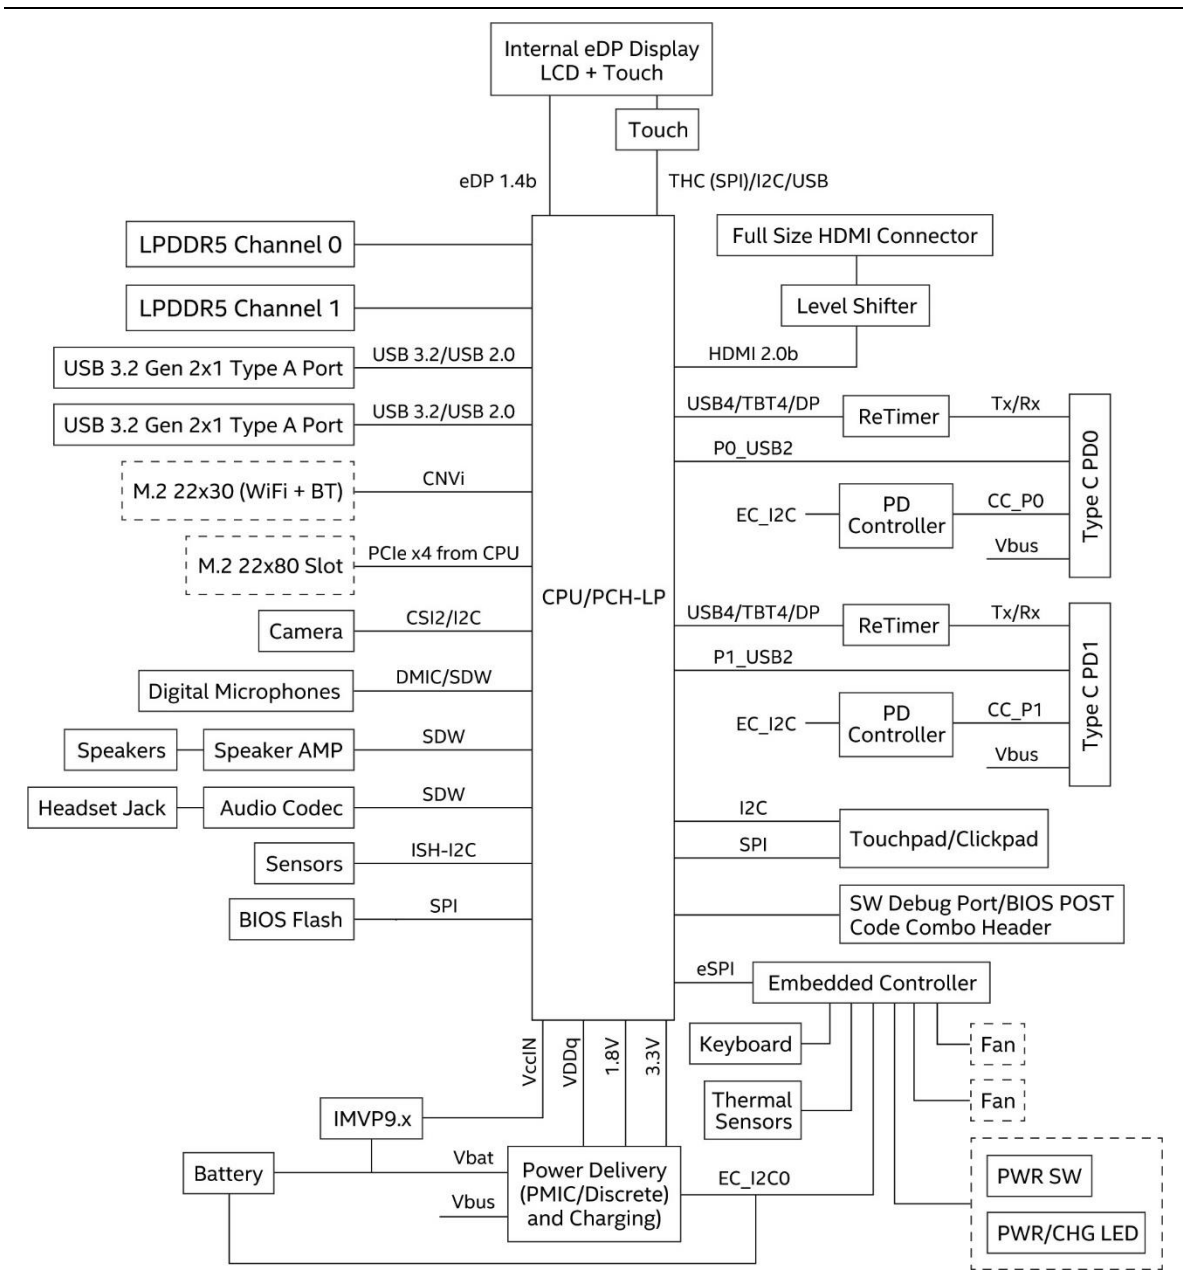 Internal eDP Display
LCD + Touch
Touch
eDP 1.4b
THC (SPI)/I2C/USB
LPDDR5 Channel 0
Full Size HDMI Connector
LPDDR5 Channel 1
Level Shifter
USB 3.2 Gen 2x1 Type A Port
USB 3.2/USB 2.0
HDMI 2.0b
USB 3.2 Gen 2x1 Type A Port
USB 3.2/USB 2.0
USB4/TBT4/DP
ReTimer
Tx/Rx
P0_USB2
Type C PD0
M.2 22x30 (WiFi + BT)
CNVi
EC_I2C
PD
Controller
CC_P0
Vbus
M.2 22x80 Slot
PCIe x4 from CPU
CPU/PCH-LP
Camera
CSI2/I2C
USB4/TBT4/DP
ReTimer
Tx/Rx
P1_USB2
Type C PD1
Digital Microphones
DMIC/SDW
EC_I2C
PD
Controller
CC_P1
Vbus
Speakers
Speaker AMP
SDW
Headset Jack
Audio Codec
SDW
I2C
SPI
Touchpad/Clickpad
Sensors
ISH-I2C
BIOS Flash
SPI
SW Debug Port/BIOS POST
Code Combo Header
eSPI
Embedded Controller
VccIN
VDDq
1.8V
3.3V
Keyboard
Fan
Thermal
Sensors
Fan
IMVP9.x
Battery
Vbat
Vbus
Power Delivery
(PMIC/Discrete)
and Charging)
EC_I2C0
PWR SW
PWR/CHG LED